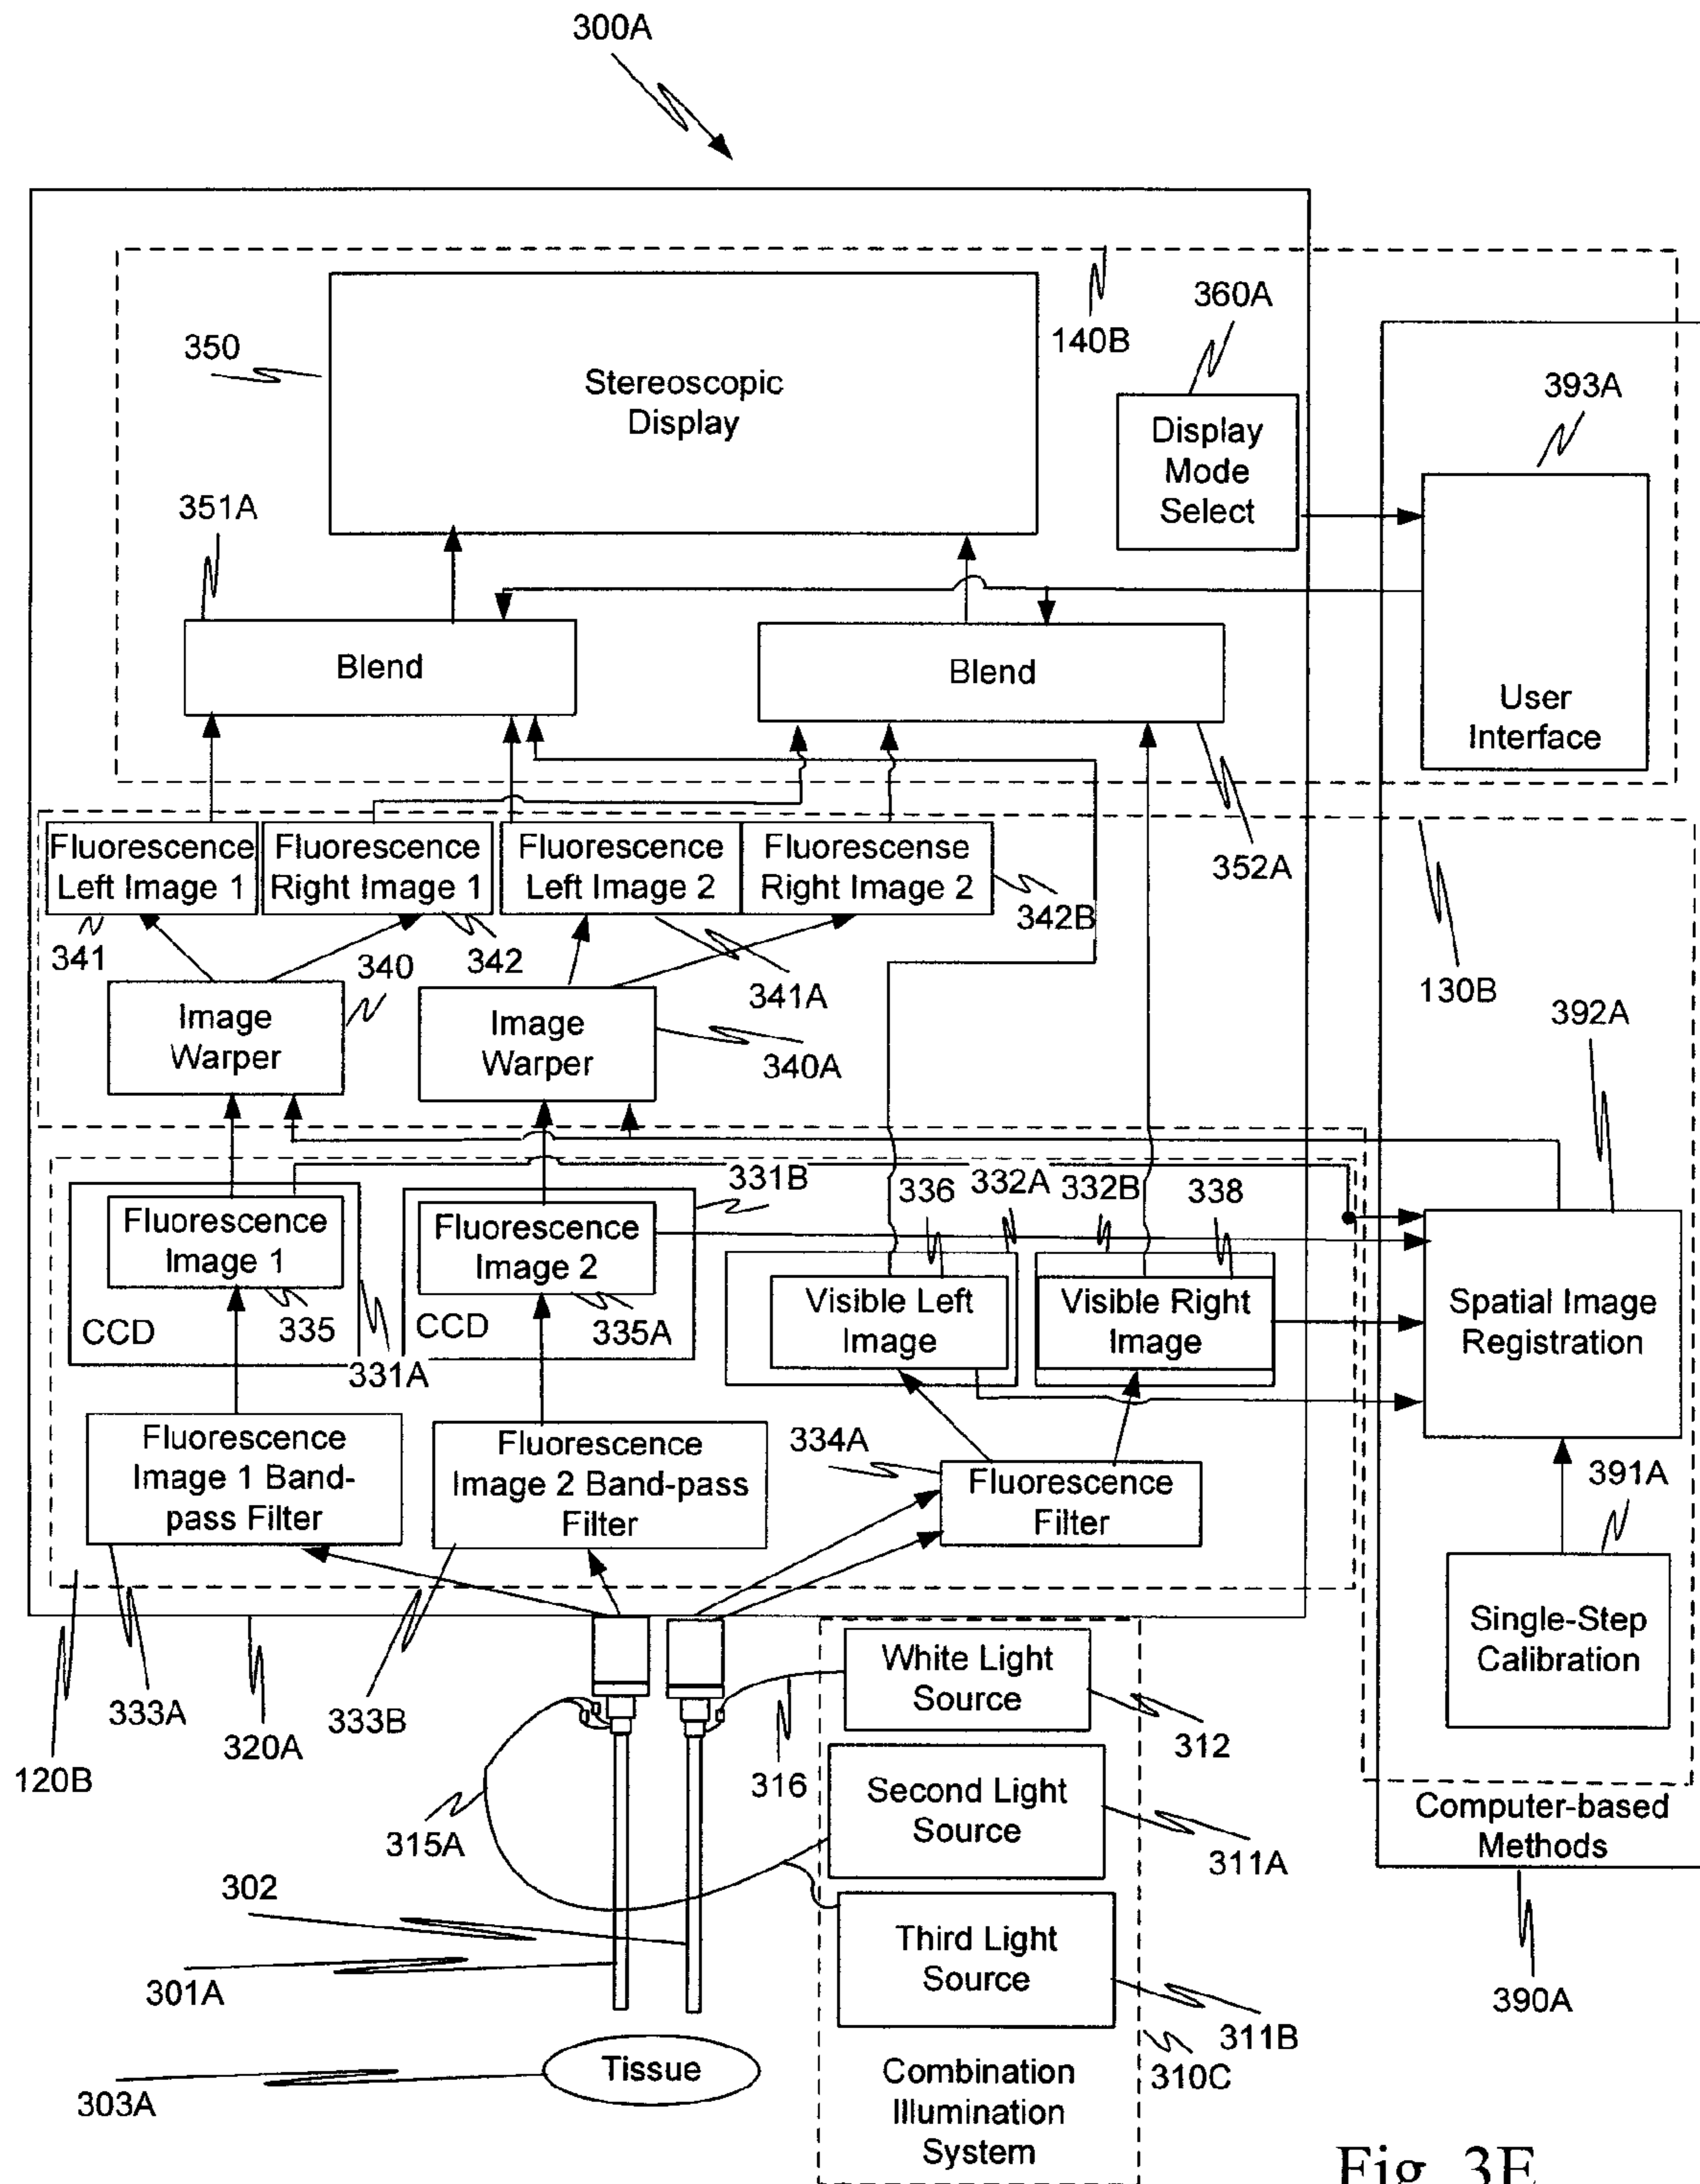 300A
140B
360A
350
Stereoscopic
Display
393A
Display
Mode
Select
351A
Blend
Blend
User
Interface
352A
Fluorescence
Left Image 1
Fluorescence
Right Image 1
Fluorescence
Left Image 2
Fluorescense
Right Image 2
342B
341
342
340
341A
130B
392A
Image
Warper
Image
Warper
340A
331B
336
332A
332B
338
Fluorescence
Image 1
Fluorescence
Image 2
Visible Left
Image
Visible Right
Image
Spatial Image
Registration
CCD
335
CCD
335A
331A
Fluorescence
Image 1 Band-
pass Filter
Fluorescence
Image 2 Band-pass
Filter
334A
Fluorescence
Filter
391A
Single-Step
Calibration
333A
333B
320A
120B
White Light
Source
312
316
315A
Second Light
Source
311A
Computer-based
Methods
302
301A
Third Light
Source
311B
390A
310C
Tissue
303A
Combination
Illumination
System
Fig. 3E